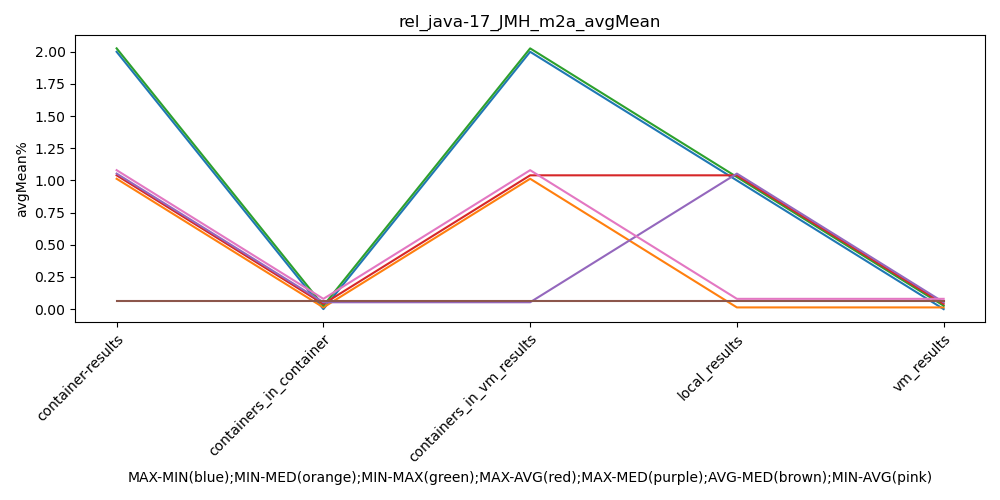 rel_java-17_JMH_m2a_avgMean
2.00
1.75
1.50
1.25
1.00
0.75
0.50
0.25
0.00
avgMean%
container-results
containers_in_container
containers_in_vm_results
local_results
vm_results
MAX-MIN(blue);MIN-MED(orange);MIN-MAX(green);MAX-AVG(red);MAX-MED(purple);AVG-MED(brown);MIN-AVG(pink)